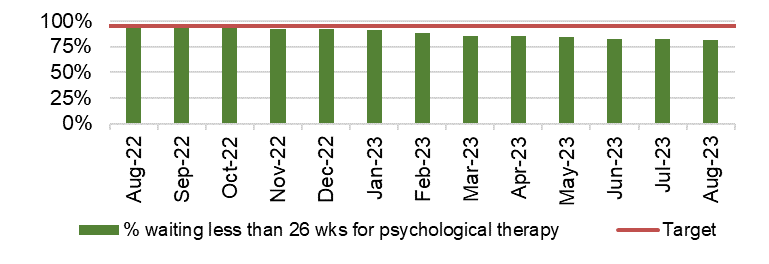 100%
75%
50%
25%
0%
Aug-22
Sep-22
Oct-22
Nov-22
Dec-22
Jan-23
Feb-23
Mar-23
Apr-23
May-23
Jun-23
Jul-23
Aug-23
% waiting less than 26 wks for psychological therapy
Target